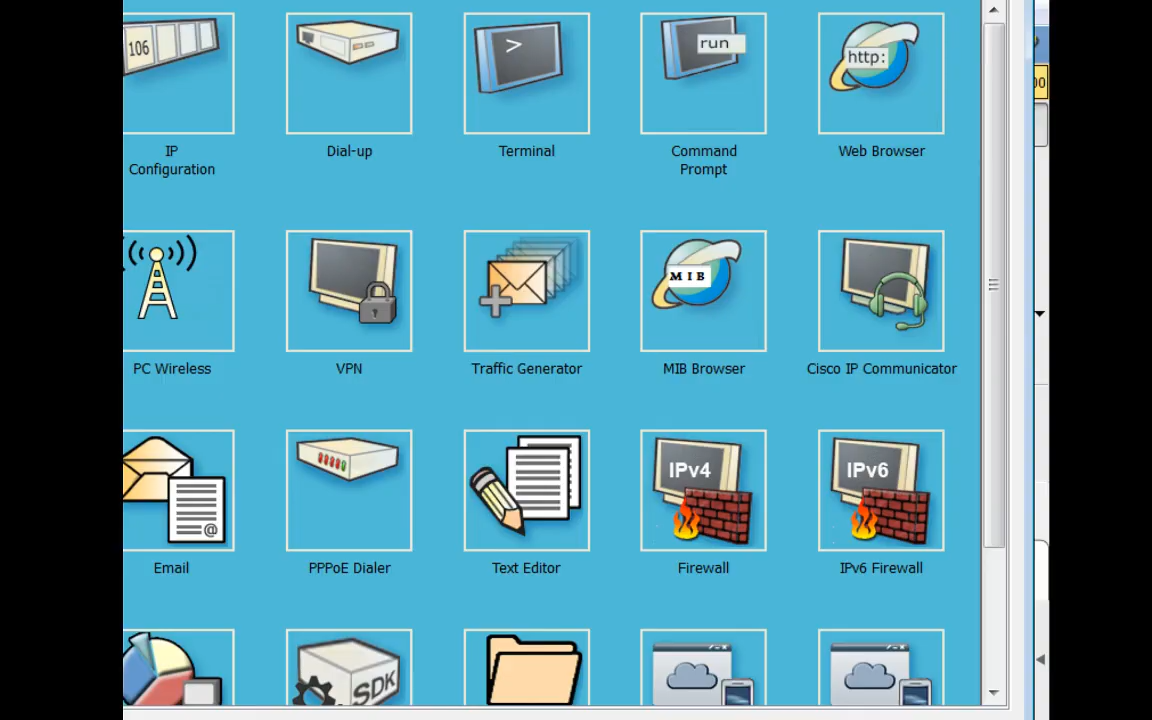 106
>
run
http:
IP
Configuration
Dial-up
Terminal
Command
Prompt
Web Browser
MIB
PC Wireless
VPN
Traffic Generator
MIB Browser
Cisco IP Communicator
@
IPv4
IPv6
Email
PPPoE Dialer
Text Editor
Firewall
IPv6 Firewall
SDK